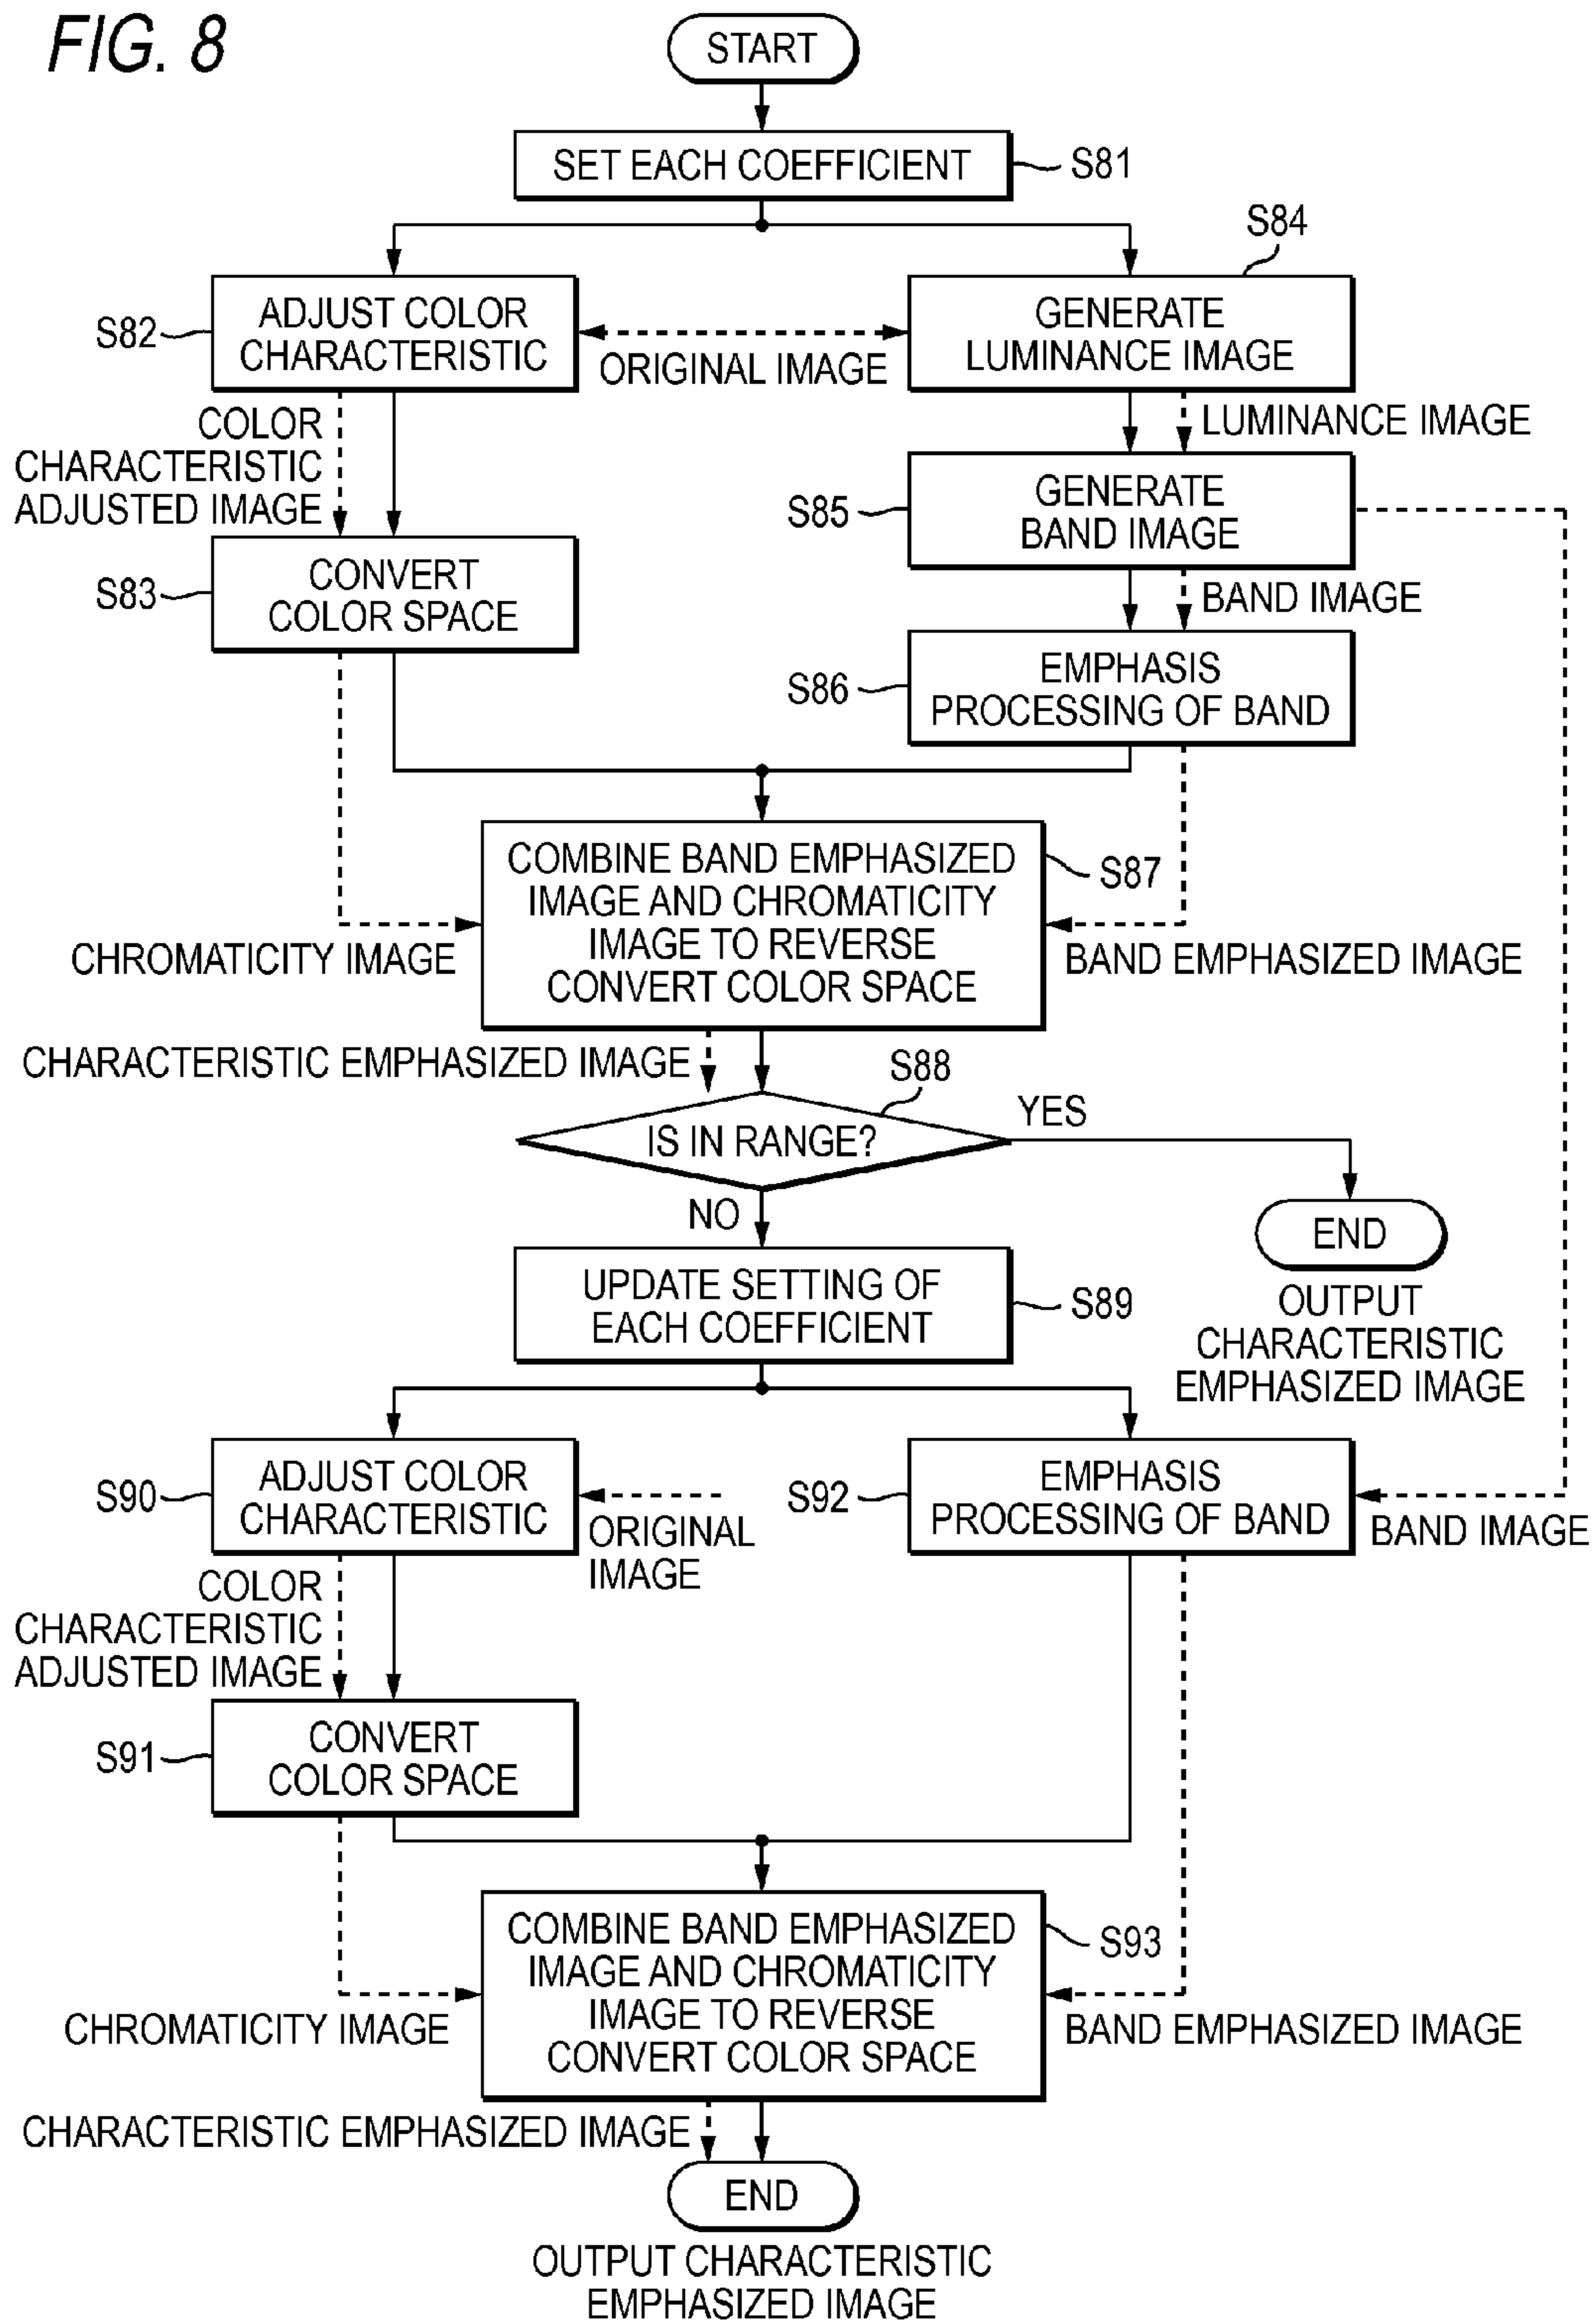 FIG. 8
START
SET EACH COEFFICIENT
S81
S84
S82
ADJUST COLOR
CHARACTERISTIC
ORIGINAL IMAGE
GENERATE
LUMINANCE IMAGE
COLOR
CHARACTERISTIC
ADJUSTED IMAGE
LUMINANCE IMAGE
S85
GENERATE
BAND IMAGE
S83
CONVERT
COLOR SPACE
BAND IMAGE
S86
EMPHASIS
PROCESSING OF BAND
COMBINE BAND EMPHASIZED
IMAGE AND CHROMATICITY
IMAGE TO REVERSE
CONVERT COLOR SPACE
S87
CHROMATICITY IMAGE
BAND EMPHASIZED IMAGE
CHARACTERISTIC EMPHASIZED IMAGE
S88
IS IN RANGE?
YES
NO
END
OUTPUT
CHARACTERISTIC
EMPHASIZED IMAGE
UPDATE SETTING OF
EACH COEFFICIENT
S89
S90
ADJUST COLOR
CHARACTERISTIC
ORIGINAL
IMAGE
S92
EMPHASIS
PROCESSING OF BAND
BAND IMAGE
COLOR
CHARACTERISTIC
ADJUSTED IMAGE
S91
CONVERT
COLOR SPACE
COMBINE BAND EMPHASIZED
IMAGE AND CHROMATICITY
IMAGE TO REVERSE
CONVERT COLOR SPACE
S93
CHROMATICITY IMAGE
BAND EMPHASIZED IMAGE
CHARACTERISTIC EMPHASIZED IMAGE
END
OUTPUT CHARACTERISTIC
EMPHASIZED IMAGE